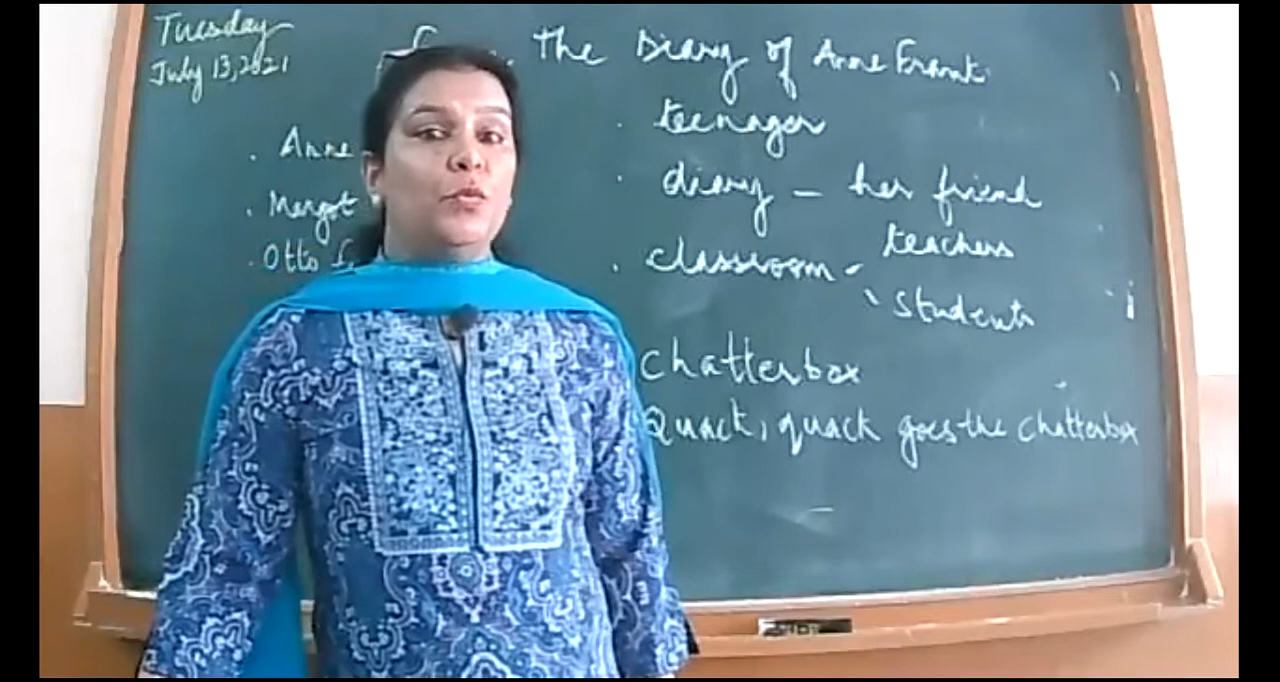 Tuesday
July 13, 2021
The Diary of Anne Frank
. Anne
. Margot
. Otto
. teenager
. diary - her friend
. classroom - teachers
students
Chatterbox
Quack, quack goes the Chatterbox